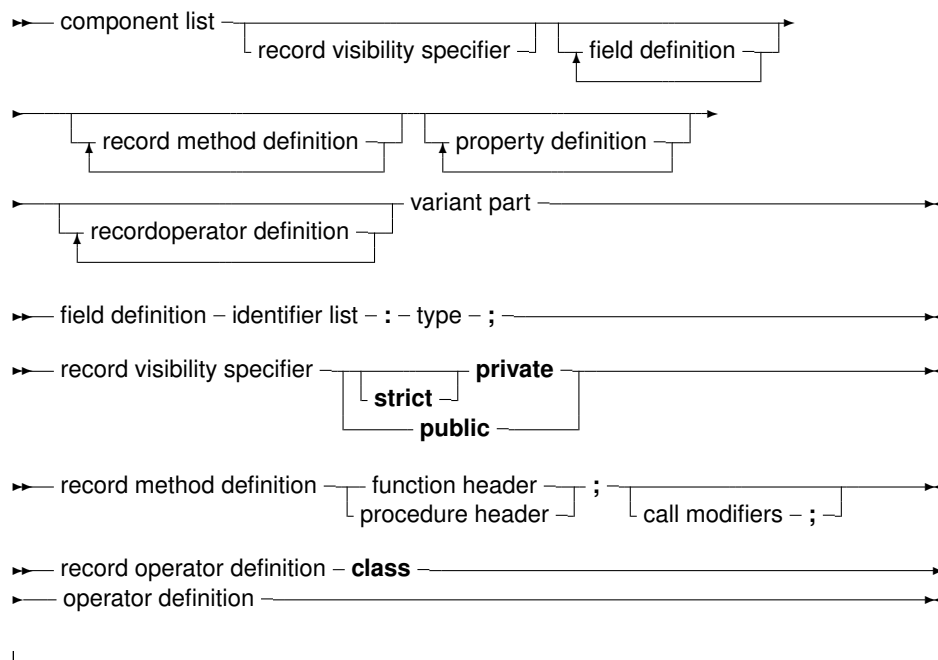 component list
record visibility specifier field definition
record method definition property definition
variant part
recordoperator definition
field definition – identifier list – : – type – ;
record visibility specifier private
strict
public
record method definition function header ;
procedure header call modifiers – ;
record operator definition – class
operator definition